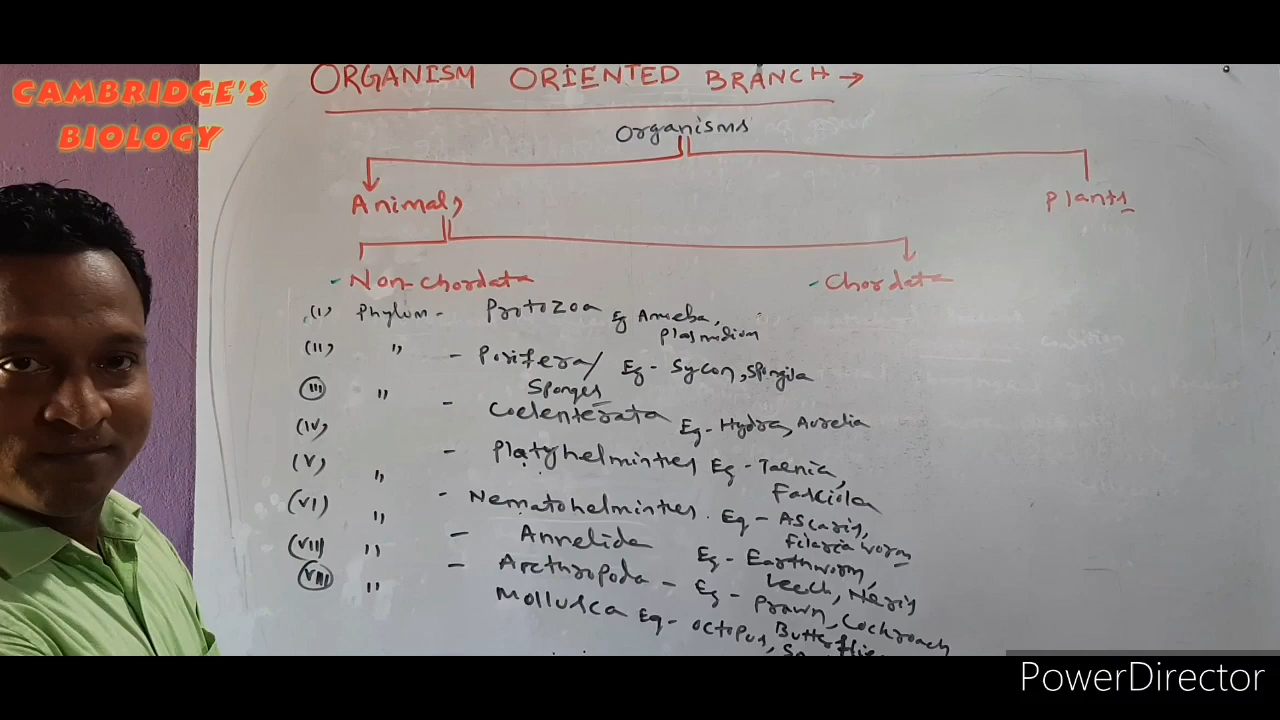 CAMBRIDGE'S
BIOLOGY
ORGANISM ORIENTED BRANCH →
Organisms
Animals
Plants
- Non-chordata
- Chordata
(I) Phylum - Protozoa Eg Amoeba,
Plasmodium
(II) " - Porifera/ Eg - Sycon, Spongila
Sponges
(III) " - Coelenterata Eg - Hydra, Aurelia
(IV) - Platyhelminthes Eg - Taenia,
Fasciola
(V) " - Nematohelminthes. Eg - Ascaris,
Filaria worm
(VI) " - Annelida Eg - Earthworm,
Leech, Neris
(VII) " - Arthropoda - Eg - Prawn, Cockroach
Butterflie
(VIII) " Mollusca Eg - Octopus,
PowerDirector